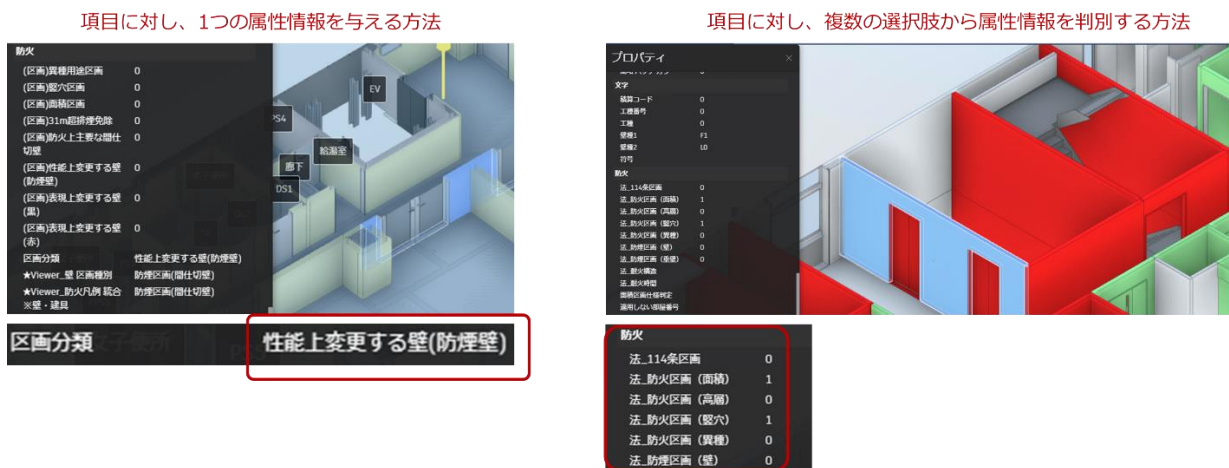 項目に対し、1つの属性情報を与える方法
防火
(区画)異種用途区画 0
(区画)竪穴区画 0
(区画)面積区画 0
(区画)31m超排煙免除 0
(区画)防火上主要な間仕切壁 0
(区画)性能上変更する壁(防煙壁) 0
(区画)表現上変更する壁(黒) 0
(区画)表現上変更する壁(赤) 0
区画分類 性能上変更する壁(防煙壁)
★Viewer_壁 区画種別 防煙区画(間仕切壁)
★Viewer_防火凡例 統合 防煙区画(間仕切壁)
※壁・建具
EV
PS4
給湯室
廊下
DS1
区画分類 性能上変更する壁(防煙壁)
項目に対し、複数の選択肢から属性情報を判別する方法
プロパティ ×
文字
積算コード 0
工種番号 0
工種 0
壁種1 F1
壁種2 L0
符号
防火
法_114条区画 0
法_防火区画（面積） 1
法_防火区画（高層） 0
法_防火区画（竪穴） 1
法_防火区画（異種） 0
法_防煙区画（壁） 0
法_防煙区画（垂壁） 0
法_耐火構造
法_耐火時間
面積区画仕様判定
適用しない部屋番号
防火
法_114条区画 0
法_防火区画（面積） 1
法_防火区画（高層） 0
法_防火区画（竪穴） 1
法_防火区画（異種） 0
法_防煙区画（壁） 0